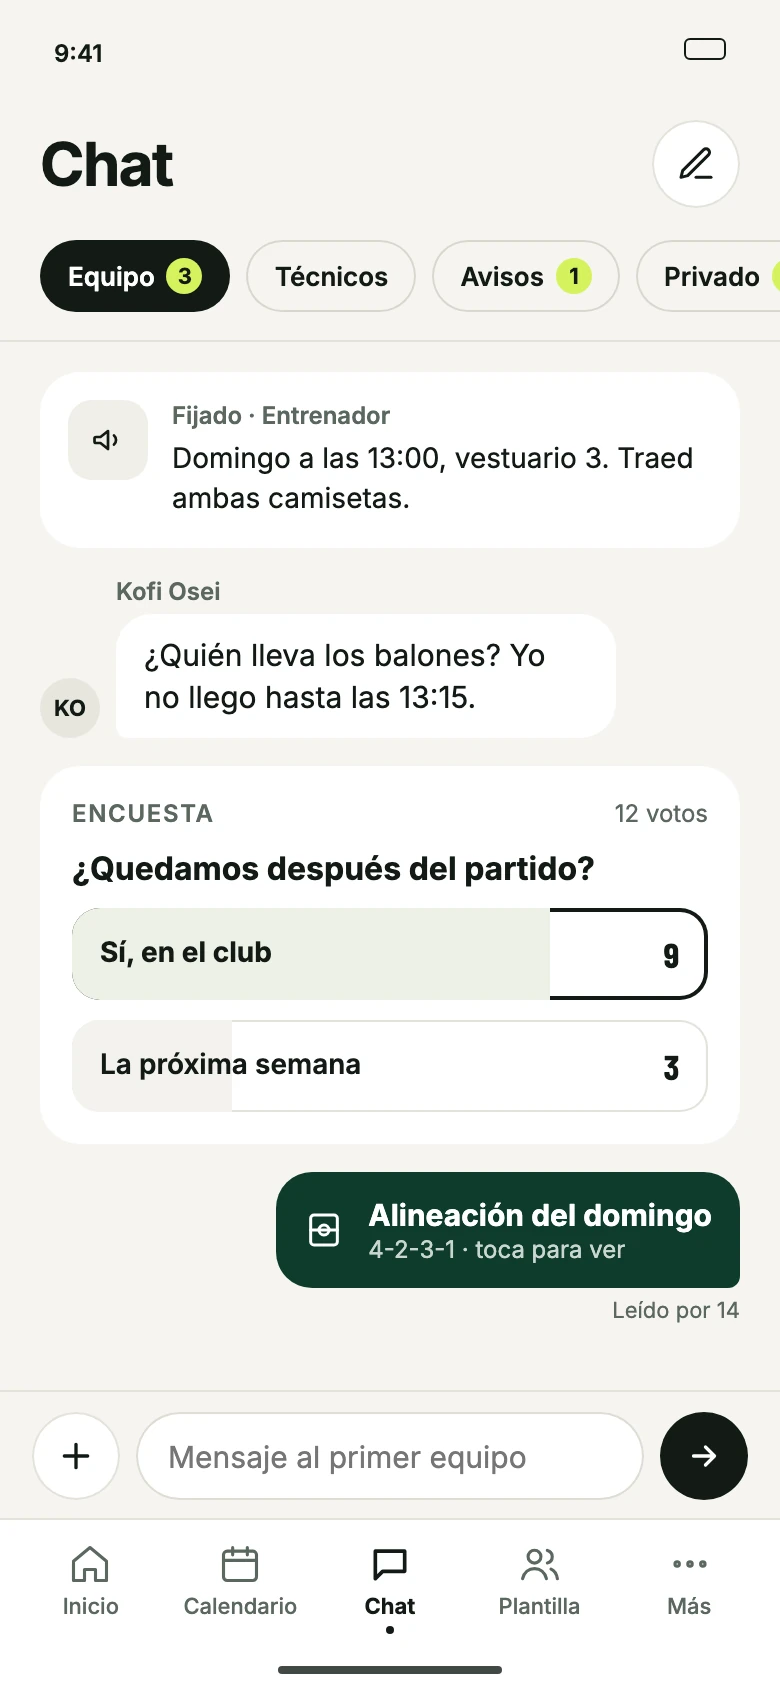 9:41
Chat
Equipo 3
Técnicos
Avisos 1
Privado
Fijado · Entrenador
Domingo a las 13:00, vestuario 3. Traed
ambas camisetas.
Kofi Osei
¿Quién lleva los balones? Yo
no llego hasta las 13:15.
KO
ENCUESTA
12 votos
¿Quedamos después del partido?
Sí, en el club
9
La próxima semana
3
Alineación del domingo
4-2-3-1 · toca para ver
Leído por 14
Mensaje al primer equipo
Inicio
Calendario
Chat
Plantilla
Más